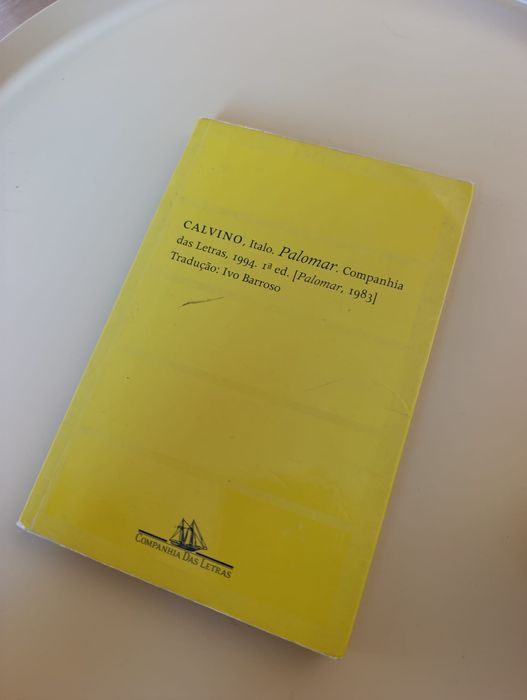 CALVINO, Italo. Palomar. Companhia
das Letras, 1994. 1ª ed. [Palomar, 1983]
Tradução: Ivo Barroso
COMPANHIA DAS LETRAS